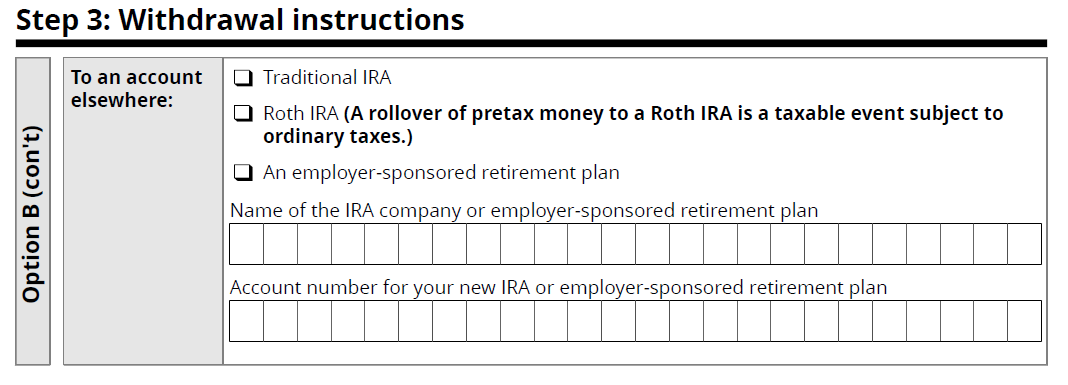 Step 3: Withdrawal instructions
Option B (con't)
To an account
elsewhere:
Traditional IRA
Roth IRA (A rollover of pretax money to a Roth IRA is a taxable event subject to
ordinary taxes.)
An employer-sponsored retirement plan
Name of the IRA company or employer-sponsored retirement plan
Account number for your new IRA or employer-sponsored retirement plan